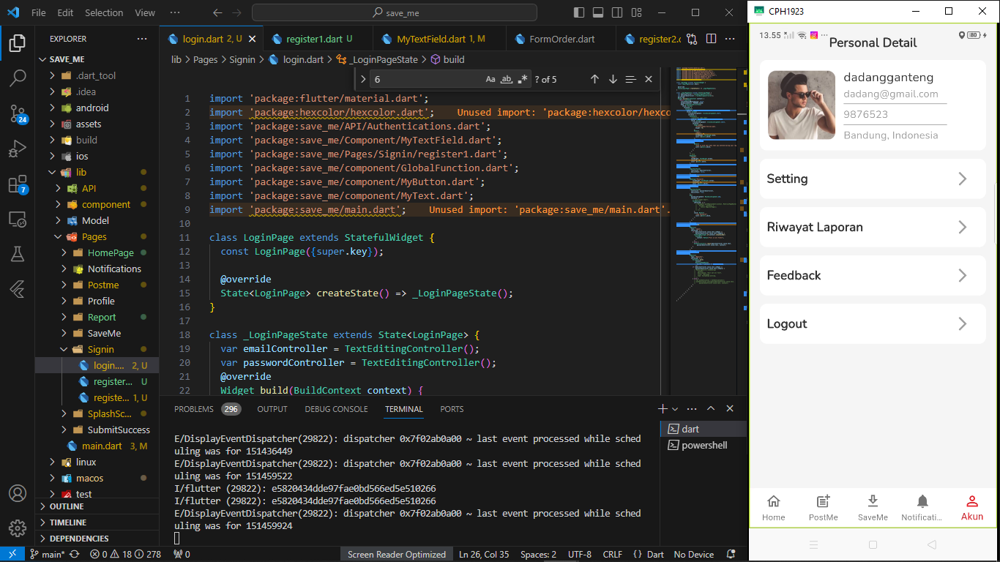 File Edit Selection View ··· save_me
EXPLORER ···
SAVE_ME
.dart_tool
.idea
android
assets
build
ios
lib
API
component
Model
Pages
HomePage
Notifications
Postme
Profile
Report
SaveMe
Signin
login.... 2, U
register... U
registe... 1, U
SplashSc...
SubmitSuccess
main.dart 3, M
linux
macos
test
OUTLINE
TIMELINE
DEPENDENCIES
24
7
login.dart 2, U register1.dart U MyTextField.dart 1, M FormOrder.dart register2.
lib > Pages > Signin > login.dart > _LoginPageState > build
6 Aa ab .* ? of 5
1 import 'package:flutter/material.dart';
2 import 'package:hexcolor/hexcolor.dart'; Unused import: 'package:hexcolor/hexco
3 import 'package:save_me/API/Authentications.dart';
4 import 'package:save_me/Component/MyTextField.dart';
5 import 'package:save_me/Pages/Signin/register1.dart';
6 import 'package:save_me/component/GlobalFunction.dart';
7 import 'package:save_me/component/MyButton.dart';
8 import 'package:save_me/component/MyText.dart';
9 import 'package:save_me/main.dart'; Unused import: 'package:save_me/main.dart'.
10
11 class LoginPage extends StatefulWidget {
12 const LoginPage({super.key});
13
14 @override
15 State<LoginPage> createState() => _LoginPageState();
16 }
17
18 class _LoginPageState extends State<LoginPage> {
19 var emailController = TextEditingController();
20 var passwordController = TextEditingController();
21 @override
22 Widget build(BuildContext context) {
PROBLEMS 296 OUTPUT DEBUG CONSOLE TERMINAL PORTS
E/DisplayEventDispatcher(29822): dispatcher 0x7f02ab0a00 ~ last event processed while sched
uling was for 151436449
E/DisplayEventDispatcher(29822): dispatcher 0x7f02ab0a00 ~ last event processed while sched
uling was for 151459522
I/flutter (29822): e5820434dde97fae0bd566ed5e510266
I/flutter (29822): e5820434dde97fae0bd566ed5e510266
E/DisplayEventDispatcher(29822): dispatcher 0x7f02ab0a00 ~ last event processed while sched
uling was for 151459924
dart
powershell
main* 0 18 278 0 Screen Reader Optimized Ln 26, Col 35 Spaces: 2 UTF-8 CRLF {} Dart No Device
CPH1923
13.55 80
Personal Detail
dadangganteng
dadang@gmail.com
9876523
Bandung, Indonesia
Setting
Riwayat Laporan
Feedback
Logout
Home PostMe SaveMe Notificati... Akun